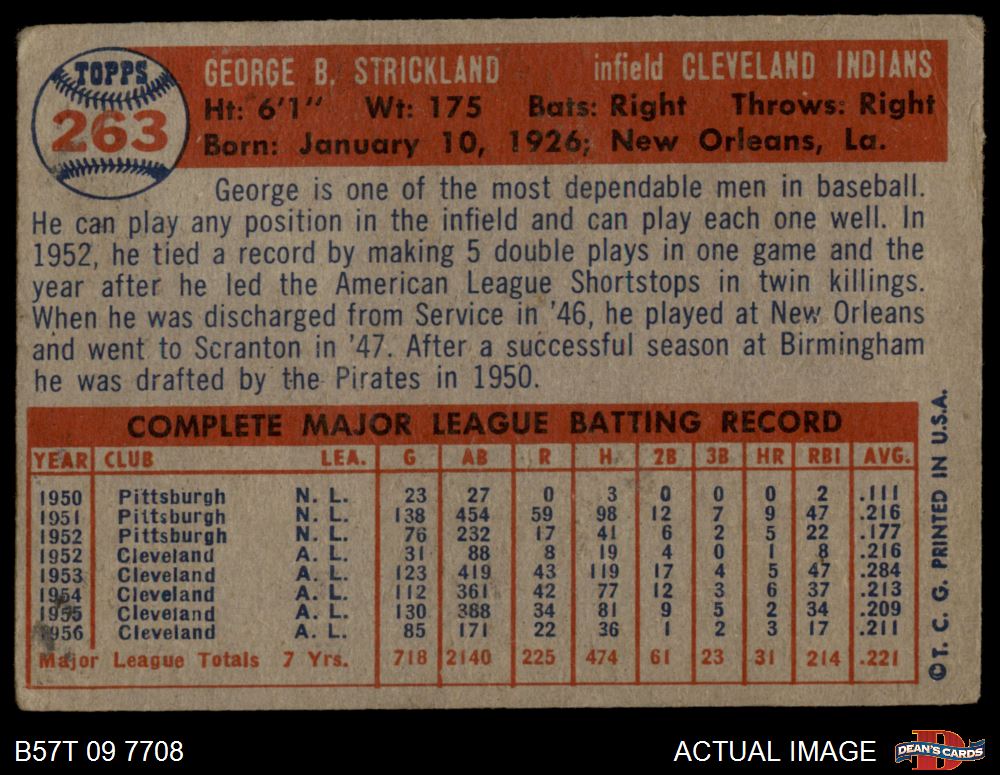 TOPPS
263
GEORGE B. STRICKLAND infield CLEVELAND INDIANS
Ht: 6'1" Wt: 175 Bats: Right Throws: Right
Born: January 10, 1926; New Orleans, La.
George is one of the most dependable men in baseball.
He can play any position in the infield and can play each one well. In
1952, he tied a record by making 5 double plays in one game and the
year after he led the American League Shortstops in twin killings.
When he was discharged from Service in '46, he played at New Orleans
and went to Scranton in '47. After a successful season at Birmingham
he was drafted by the Pirates in 1950.
COMPLETE MAJOR LEAGUE BATTING RECORD
YEAR CLUB LEA. G AB R H 2B 3B HR RBI AVG.
1950 Pittsburgh N. L. 23 27 0 3 0 0 0 2 .111
1951 Pittsburgh N. L. 138 454 59 98 12 7 9 47 .216
1952 Pittsburgh N. L. 76 232 17 41 6 2 5 22 .177
1952 Cleveland A. L. 31 88 8 19 4 0 1 8 .216
1953 Cleveland A. L. 123 419 43 119 17 4 5 47 .284
1954 Cleveland A. L. 112 361 42 77 12 3 6 37 .213
1955 Cleveland A. L. 130 388 34 81 9 5 2 34 .209
1956 Cleveland A. L. 85 171 22 36 1 2 3 17 .211
Major League Totals 7 Yrs. 718 2140 225 474 61 23 31 214 .221
©T. C. G. PRINTED IN U.S.A.
B57T 09 7708 ACTUAL IMAGE DEAN'S CARDS